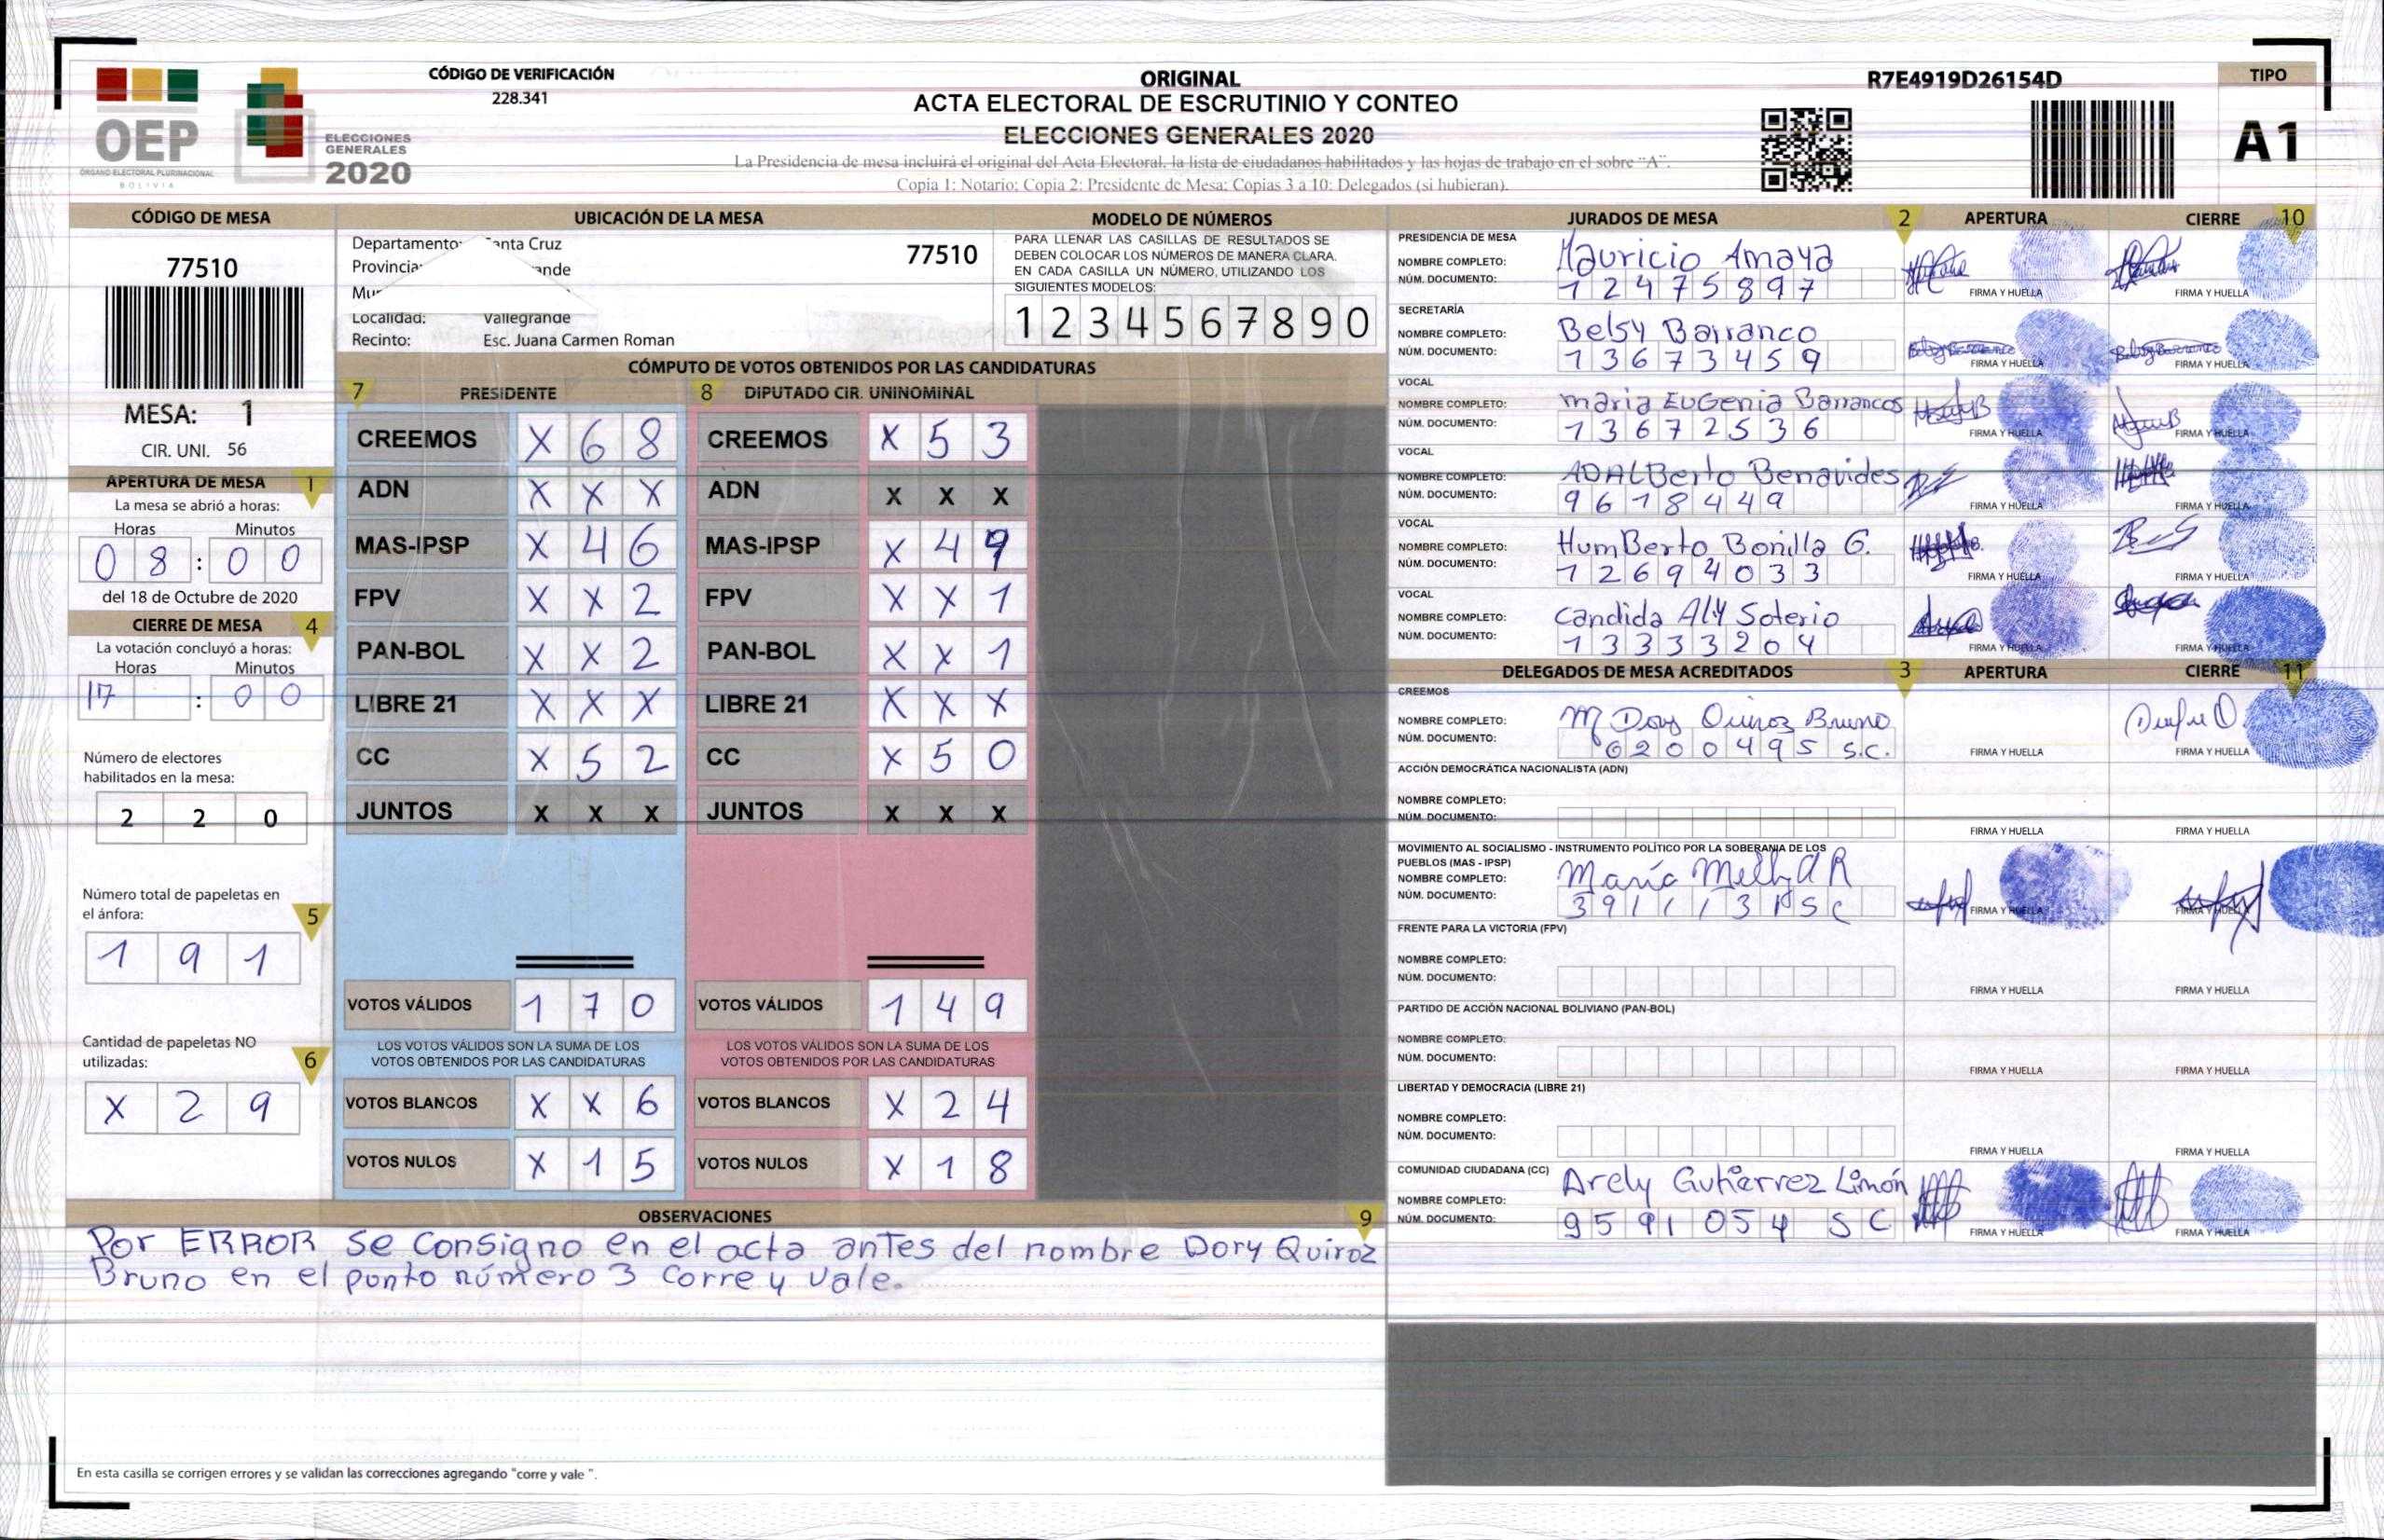 CÓDIGO DE VERIFICACIÓN
228.341
ORIGINAL
ACTA ELECTORAL DE ESCRUTINIO Y CONTEO
ELECCIONES GENERALES 2020
La Presidencia de mesa incluirá el original del Acta Electoral, la lista de ciudadanos habilitados y las hojas de trabajo en el sobre "A".
Copia 1: Notario; Copia 2: Presidente de Mesa; Copias 3 a 10: Delegados (si hubieran).
R7E4919D26154D
TIPO
A1
OEP
ÓRGANO ELECTORAL PLURINACIONAL
BOLIVIA
ELECCIONES
GENERALES
2020
CÓDIGO DE MESA
77510
MESA: 1
CIR. UNI. 56
APERTURA DE MESA 1
La mesa se abrió a horas:
Horas Minutos
0 8 : 0 0
del 18 de Octubre de 2020
CIERRE DE MESA 4
La votación concluyó a horas:
Horas Minutos
17 : 0 0
Número de electores
habilitados en la mesa:
2 2 0
Número total de papeletas en
el ánfora: 5
1 9 1
Cantidad de papeletas NO
utilizadas: 6
X 2 9
UBICACIÓN DE LA MESA
Departamento: anta Cruz 77510
Provincia: ande
Localidad: Vallegrande
Recinto: Esc. Juana Carmen Roman
MODELO DE NÚMEROS
PARA LLENAR LAS CASILLAS DE RESULTADOS SE
DEBEN COLOCAR LOS NÚMEROS DE MANERA CLARA.
EN CADA CASILLA UN NÚMERO, UTILIZANDO LOS
SIGUIENTES MODELOS:
1 2 3 4 5 6 7 8 9 0
CÓMPUTO DE VOTOS OBTENIDOS POR LAS CANDIDATURAS
7 PRESIDENTE 8 DIPUTADO CIR. UNINOMINAL
CREEMOS X 6 8 CREEMOS X 5 3
ADN X X X ADN X X X
MAS-IPSP X 4 6 MAS-IPSP X 4
FPV X X 2 FPV X X 1
PAN-BOL X X 2 PAN-BOL X X 1
LIBRE 21 X X X LIBRE 21 X X X
CC X 5 2 CC X 5 0
JUNTOS X X X JUNTOS X X X
VOTOS VÁLIDOS 1 7 0 VOTOS VÁLIDOS 1 4 9
LOS VOTOS VÁLIDOS SON LA SUMA DE LOS LOS VOTOS VÁLIDOS SON LA SUMA DE LOS
VOTOS OBTENIDOS POR LAS CANDIDATURAS VOTOS OBTENIDOS POR LAS CANDIDATURAS
VOTOS BLANCOS X X 6 VOTOS BLANCOS X 2 4
VOTOS NULOS X 1 5 VOTOS NULOS X 1 8
OBSERVACIONES 9
Por ERROR se consigno en el acta antes del nombre Dory Quiroz
Bruno en el punto número 3 corre y vale.
En esta casilla se corrigen errores y se validan las correcciones agregando "corre y vale ".
JURADOS DE MESA 2 APERTURA CIERRE 10
PRESIDENCIA DE MESA
NOMBRE COMPLETO: Mauricio Amaya
NÚM. DOCUMENTO: 12475897
FIRMA Y HUELLA FIRMA Y HUELLA
SECRETARÍA
NOMBRE COMPLETO: Belsy Barranco
NÚM. DOCUMENTO: 13673459
FIRMA Y HUELLA FIRMA Y HUELLA
VOCAL
NOMBRE COMPLETO: maria EuGenia Barrancos
NÚM. DOCUMENTO: 13672536
FIRMA Y HUELLA FIRMA Y HUELLA
VOCAL
NOMBRE COMPLETO: ADALBerto Benavides
NÚM. DOCUMENTO: 9618449
FIRMA Y HUELLA FIRMA Y HUELLA
VOCAL
NOMBRE COMPLETO: HumBerto Bonilla G.
NÚM. DOCUMENTO: 12694033
FIRMA Y HUELLA FIRMA Y HUELLA
VOCAL
NOMBRE COMPLETO: candida Aly Soterio
NÚM. DOCUMENTO: 13333204
FIRMA Y HUELLA FIRMA Y HUELLA
DELEGADOS DE MESA ACREDITADOS 3 APERTURA CIERRE 11
CREEMOS
NOMBRE COMPLETO: M Dory Quiroz Bruno
NÚM. DOCUMENTO: 6200495 S.C.
FIRMA Y HUELLA FIRMA Y HUELLA
ACCIÓN DEMOCRÁTICA NACIONALISTA (ADN)
NOMBRE COMPLETO:
NÚM. DOCUMENTO:
FIRMA Y HUELLA FIRMA Y HUELLA
MOVIMIENTO AL SOCIALISMO - INSTRUMENTO POLÍTICO POR LA SOBERANIA DE LOS
PUEBLOS (MAS - IPSP)
NOMBRE COMPLETO: María
NÚM. DOCUMENTO:
FIRMA Y HUELLA FIRMA Y HUELLA
FRENTE PARA LA VICTORIA (FPV)
NOMBRE COMPLETO:
NÚM. DOCUMENTO:
FIRMA Y HUELLA FIRMA Y HUELLA
PARTIDO DE ACCIÓN NACIONAL BOLIVIANO (PAN-BOL)
NOMBRE COMPLETO:
NÚM. DOCUMENTO:
FIRMA Y HUELLA FIRMA Y HUELLA
LIBERTAD Y DEMOCRACIA (LIBRE 21)
NOMBRE COMPLETO:
NÚM. DOCUMENTO:
FIRMA Y HUELLA FIRMA Y HUELLA
COMUNIDAD CIUDADANA (CC)
NOMBRE COMPLETO: Arely Gutierrez Limón
NÚM. DOCUMENTO: 9591054 SC
FIRMA Y HUELLA FIRMA Y HUELLA